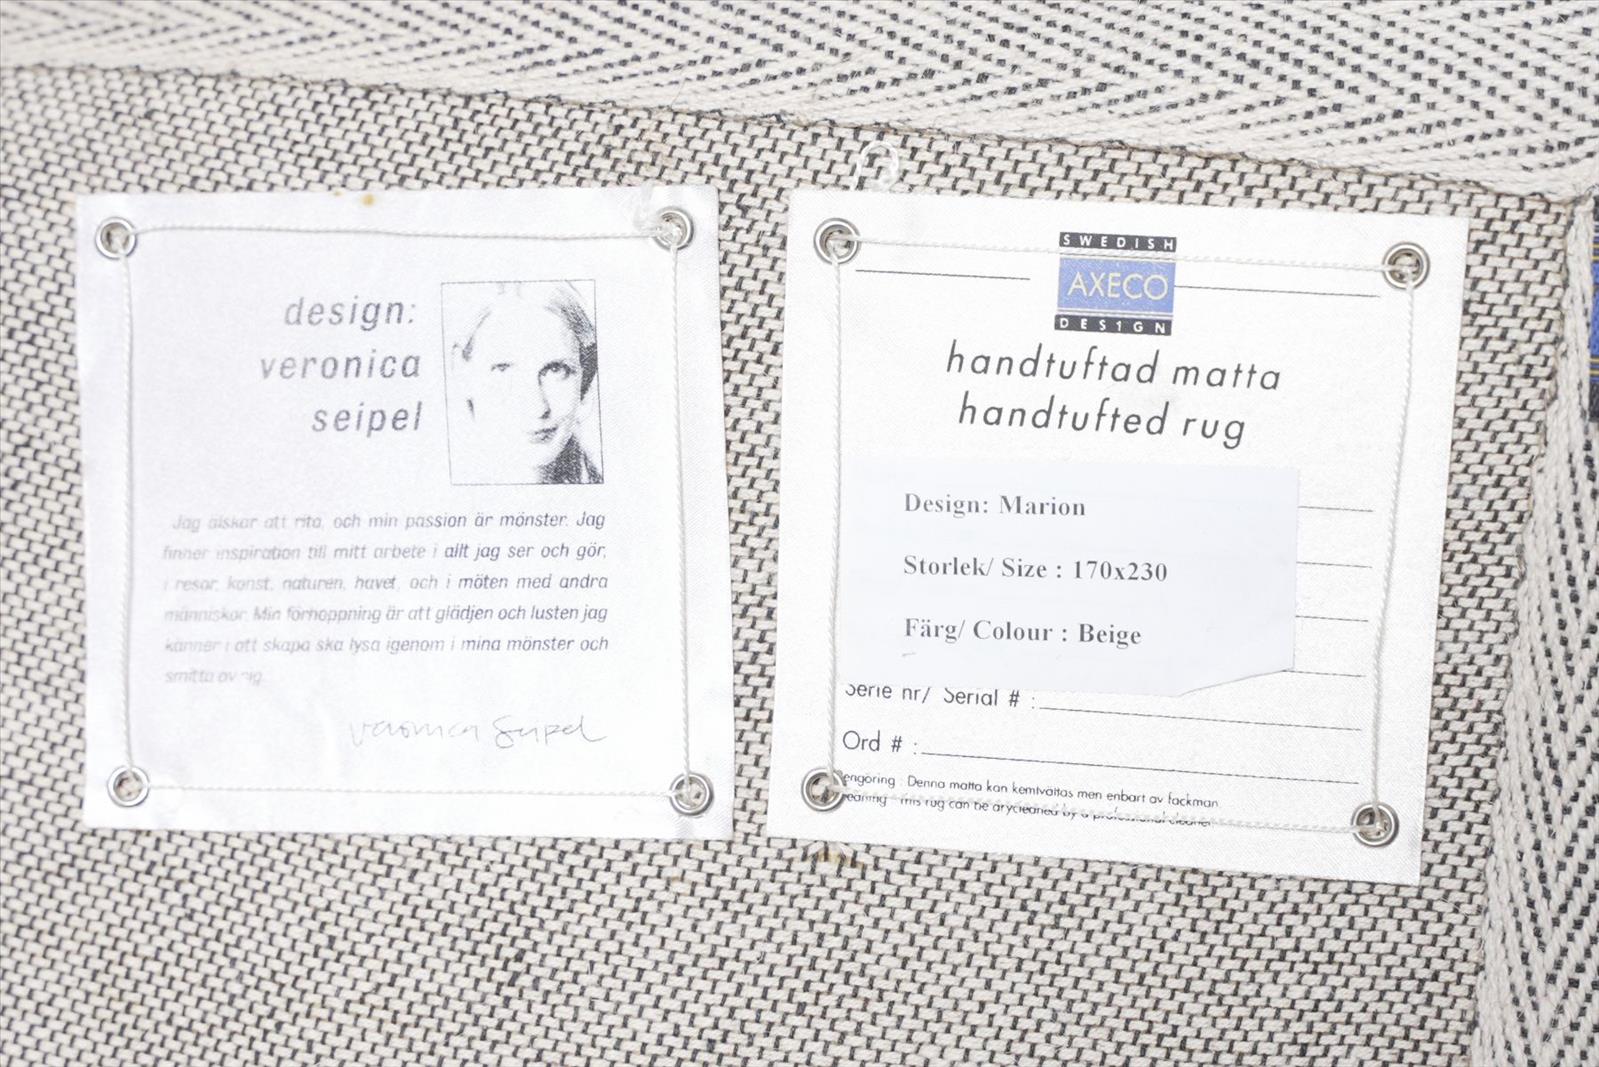 design:
veronica
seipel
Jag älskar att rita, och min passion är mönster. Jag
finner inspiration till mitt arbete i allt jag ser och gör,
i resor, konst, naturen, havet, och i möten med andra
människor. Min förhoppning är att glädjen och lusten jag
känner i att skapa ska lysa igenom i mina mönster och
smitta av sig.
veronica seipel
SWEDISH
AXECO
DESIGN
handtuftad matta
handtufted rug
Design: Marion
Storlek/ Size : 170x230
Färg/ Colour : Beige
Serie nr/ Serial # :
Ord # :
Rengöring : Denna matta kan kemtvättas men enbart av fackman
Cleaning : This rug can be drycleaned by a professional cleaner